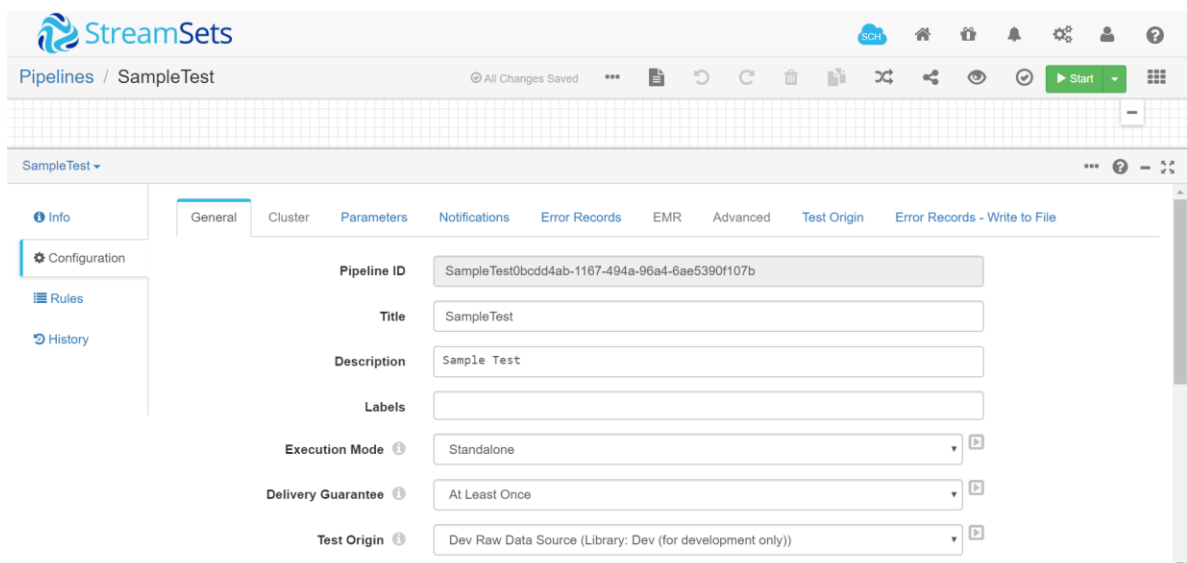 StreamSets
SCH
Pipelines / SampleTest
All Changes Saved
Start
SampleTest
Info
Configuration
Rules
History
General Cluster Parameters Notifications Error Records EMR Advanced Test Origin Error Records - Write to File
Pipeline ID SampleTest0bcdd4ab-1167-494a-96a4-6ae5390f107b
Title SampleTest
Description Sample Test
Labels
Execution Mode Standalone
Delivery Guarantee At Least Once
Test Origin Dev Raw Data Source (Library: Dev (for development only))